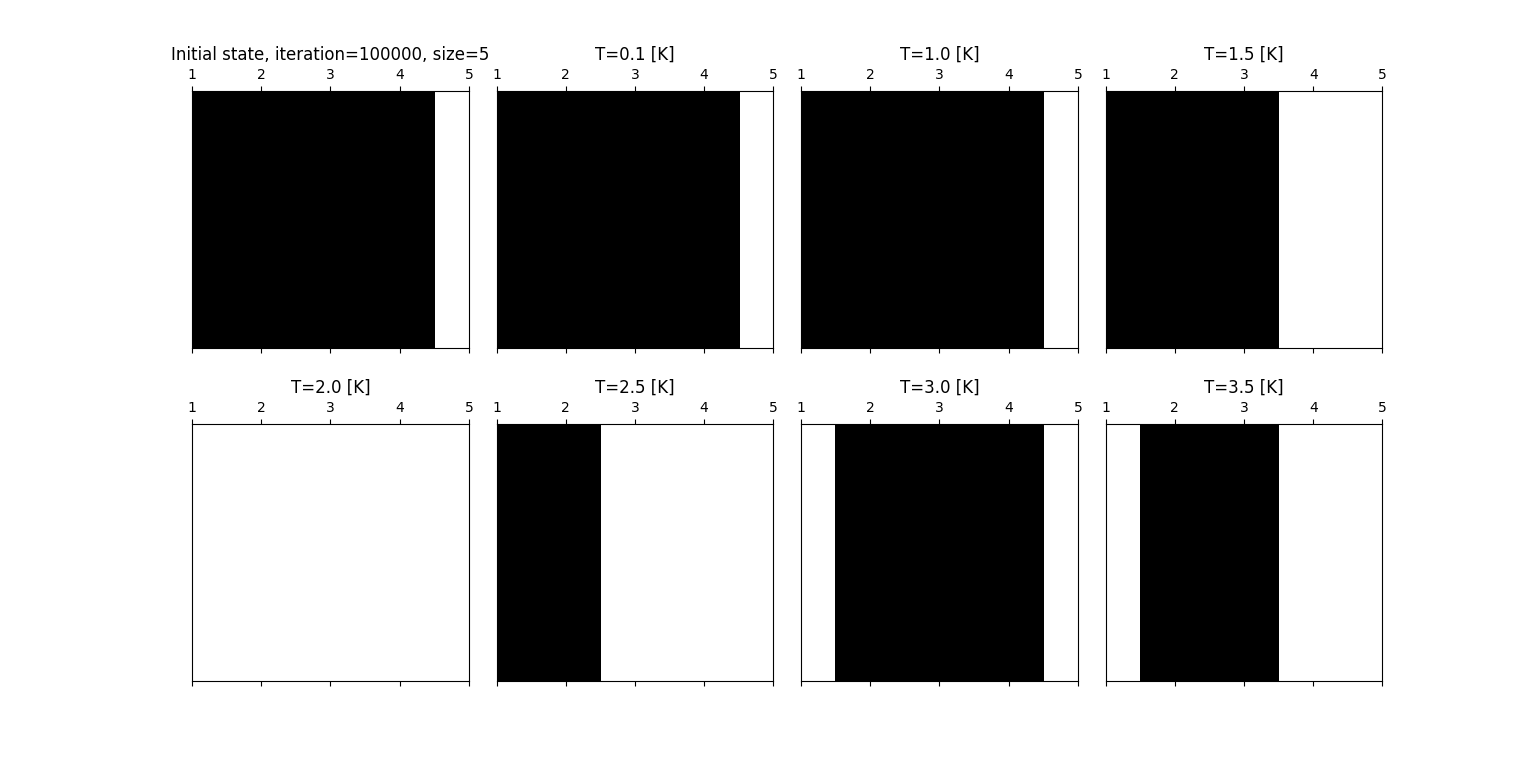 Initial state, iteration=100000, size=5
1 2 3 4 5
T=0.1 [K]
1 2 3 4 5
T=1.0 [K]
1 2 3 4 5
T=1.5 [K]
1 2 3 4 5
T=2.0 [K]
1 2 3 4 5
T=2.5 [K]
1 2 3 4 5
T=3.0 [K]
1 2 3 4 5
T=3.5 [K]
1 2 3 4 5